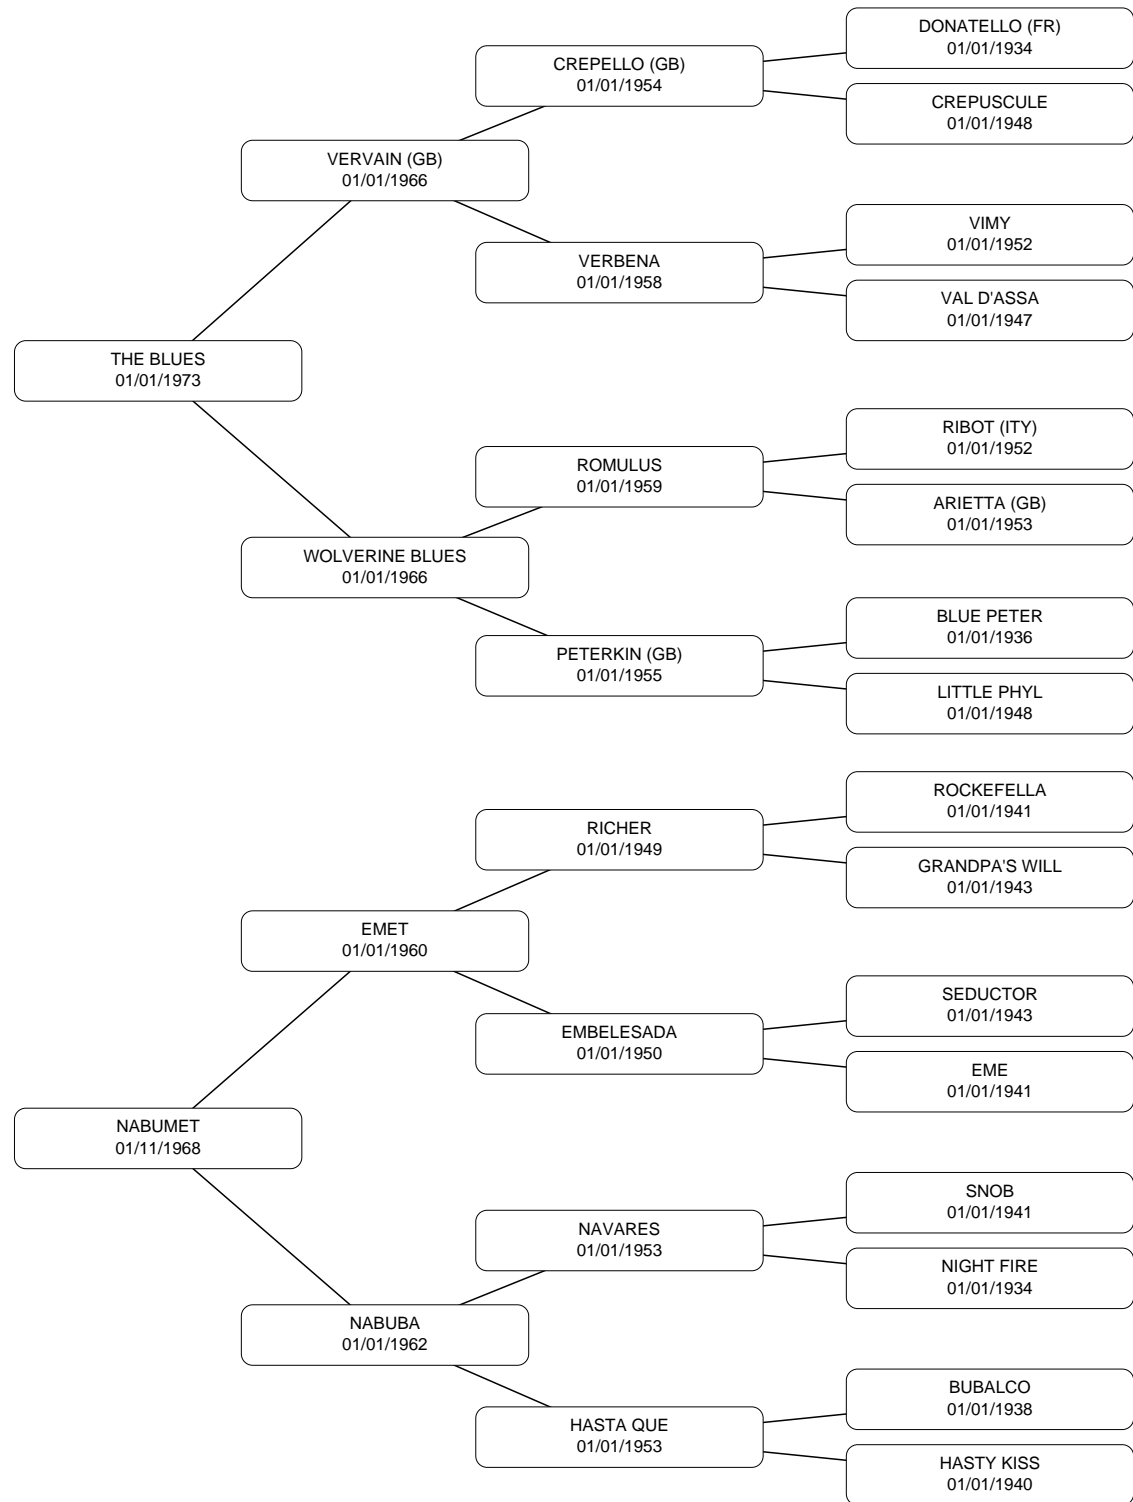 DONATELLO (FR)
01/01/1934
CREPELLO (GB)
01/01/1954
CREPUSCULE
01/01/1948
VERVAIN (GB)
01/01/1966
VIMY
01/01/1952
VERBENA
01/01/1958
VAL D'ASSA
01/01/1947
THE BLUES
01/01/1973
RIBOT (ITY)
01/01/1952
ROMULUS
01/01/1959
ARIETTA (GB)
01/01/1953
WOLVERINE BLUES
01/01/1966
BLUE PETER
01/01/1936
PETERKIN (GB)
01/01/1955
LITTLE PHYL
01/01/1948
ROCKEFELLA
01/01/1941
RICHER
01/01/1949
GRANDPA'S WILL
01/01/1943
EMET
01/01/1960
SEDUCTOR
01/01/1943
EMBELESADA
01/01/1950
EME
01/01/1941
NABUMET
01/11/1968
SNOB
01/01/1941
NAVARES
01/01/1953
NIGHT FIRE
01/01/1934
NABUBA
01/01/1962
BUBALCO
01/01/1938
HASTA QUE
01/01/1953
HASTY KISS
01/01/1940